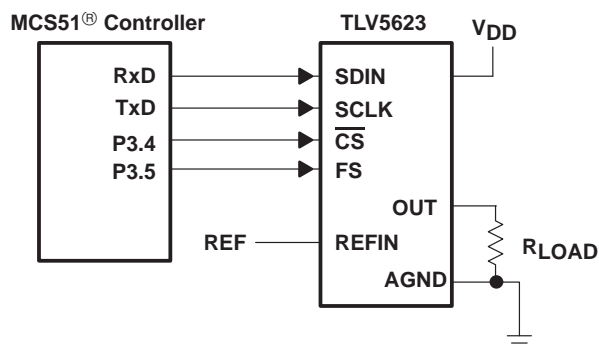 MCS51® Controller
TLV5623
VDD
RxD
SDIN
TxD
SCLK
P3.4
CS
P3.5
FS
OUT
REF
REFIN
RLOAD
AGND